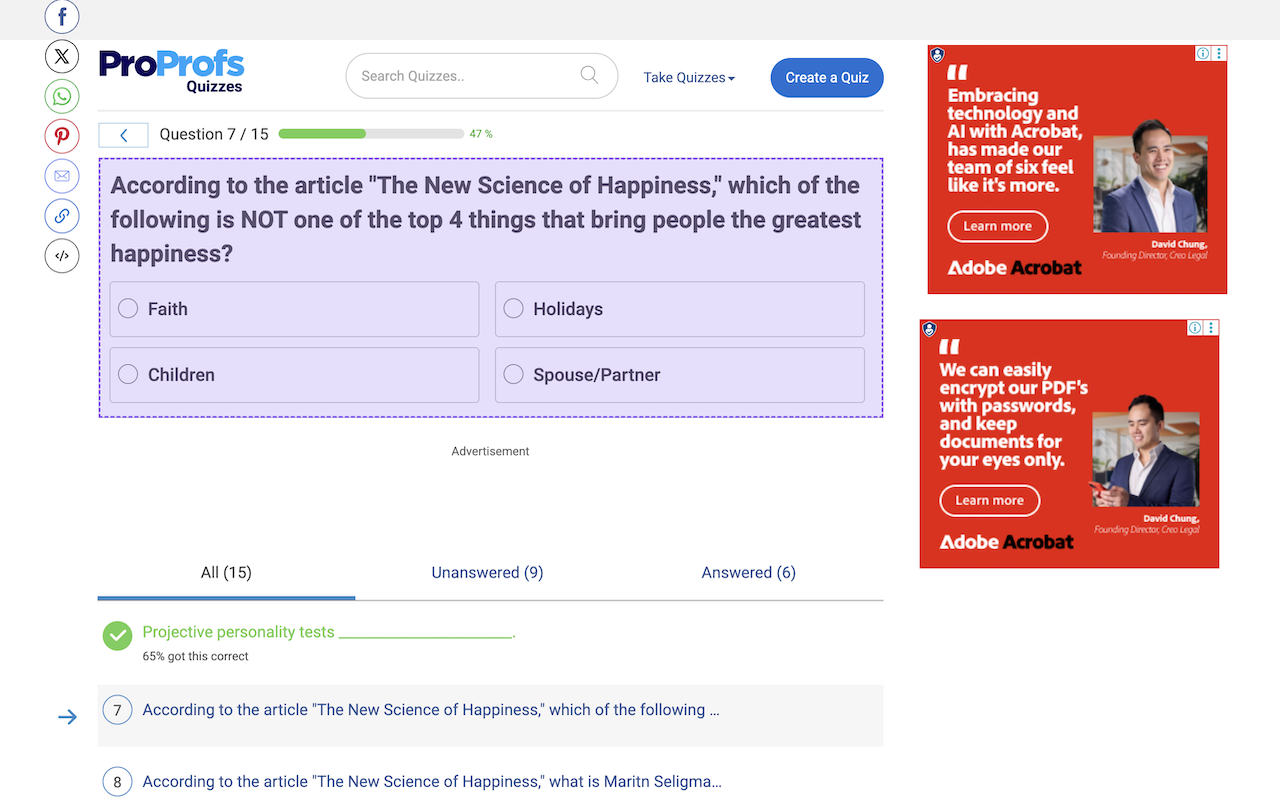 ProProfs
Quizzes
Search Quizzes..
Take Quizzes
Create a Quiz
Question 7 / 15
47 %
According to the article "The New Science of Happiness," which of the
following is NOT one of the top 4 things that bring people the greatest
happiness?
Faith
Holidays
Children
Spouse/Partner
Advertisement
All (15)
Unanswered (9)
Answered (6)
Projective personality tests ______________________.
65% got this correct
7
According to the article "The New Science of Happiness," which of the following ...
8
According to the article "The New Science of Happiness," what is Maritn Seligma...
"
Embracing
technology and
AI with Acrobat,
has made our
team of six feel
like it's more.
Learn more
David Chung,
Founding Director, Creo Legal
Adobe Acrobat
"
We can easily
encrypt our PDF's
with passwords,
and keep
documents for
your eyes only.
Learn more
David Chung,
Founding Director, Creo Legal
Adobe Acrobat